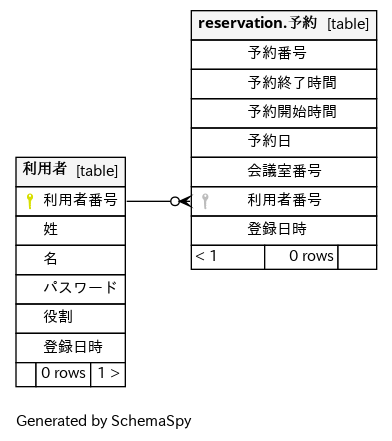 reservation.予約 [table]
予約番号
予約終了時間
予約開始時間
予約日
会議室番号
利用者番号
登録日時
< 1 0 rows
利用者 [table]
利用者番号
姓
名
パスワード
役割
登録日時
0 rows 1 >
Generated by SchemaSpy